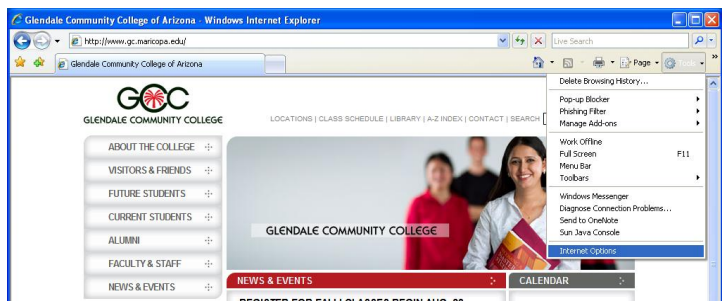 Glendale Community College of Arizona - Windows Internet Explorer
http://www.gc.maricopa.edu/
Live Search
Glendale Community College of Arizona
Page
Tools
Delete Browsing History...
Pop-up Blocker
Phishing Filter
Manage Add-ons
Work Offline
Full Screen F11
Menu Bar
Toolbars
Windows Messenger
Diagnose Connection Problems...
Send to OneNote
Sun Java Console
Internet Options
GCC
GLENDALE COMMUNITY COLLEGE
LOCATIONS | CLASS SCHEDULE | LIBRARY | A-Z INDEX | CONTACT | SEARCH
ABOUT THE COLLEGE
VISITORS & FRIENDS
FUTURE STUDENTS
CURRENT STUDENTS
ALUMNI
FACULTY & STAFF
NEWS & EVENTS
GLENDALE COMMUNITY COLLEGE
NEWS & EVENTS
CALENDAR